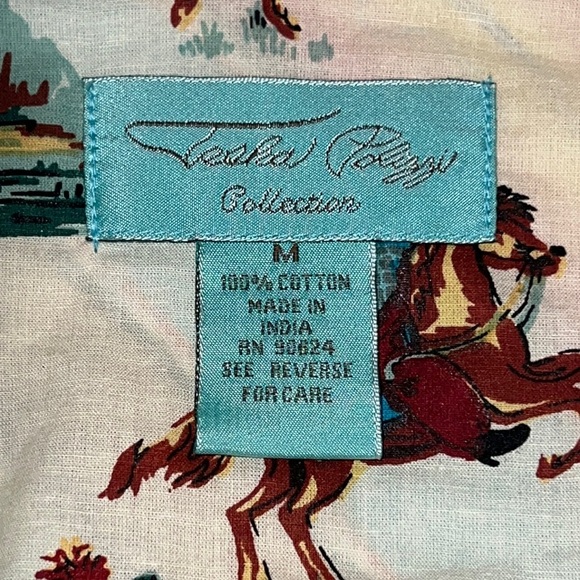 Tasha Polizzi
Collection
M
100% COTTON
MADE IN
INDIA
RN 90624
SEE REVERSE
FOR CARE